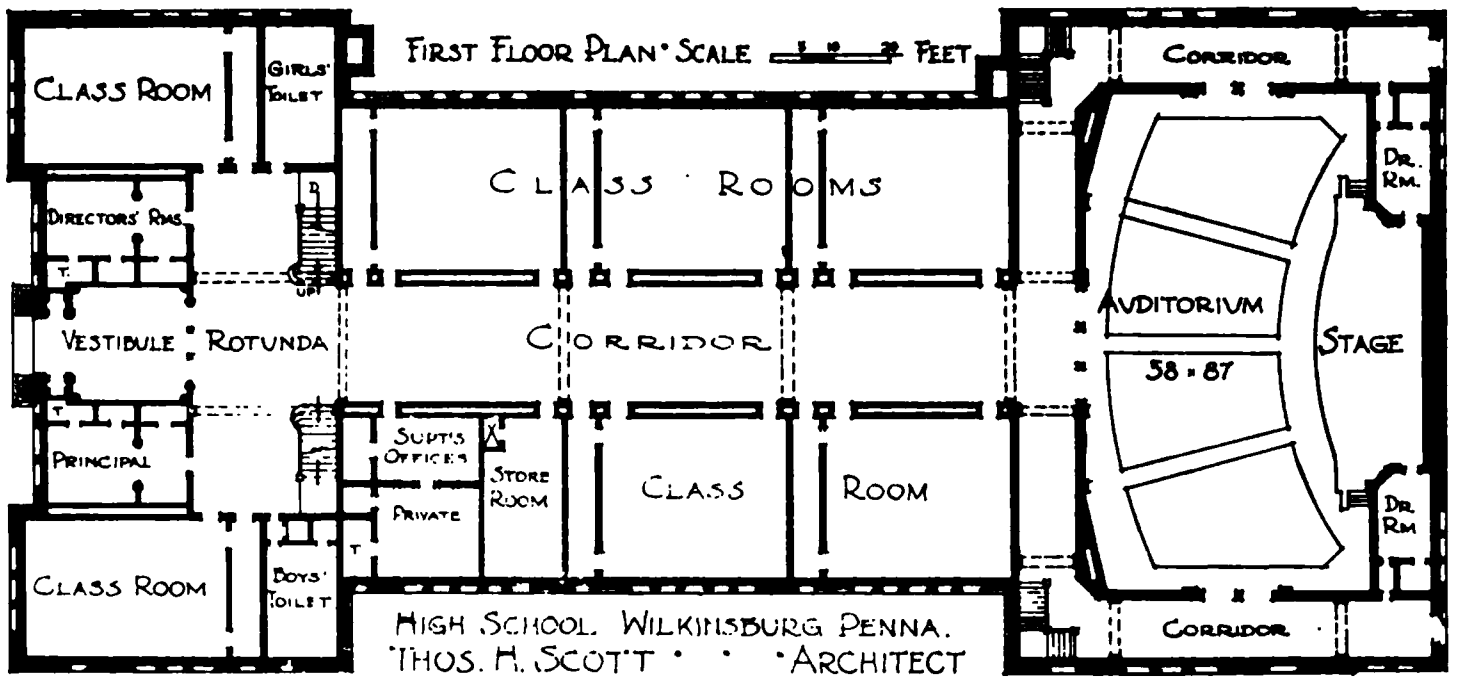 FIRST FLOOR PLAN · SCALE 5 10 20 FEET
CLASS ROOM
GIRLS'
TOILET
CORRIDOR
DR.
RM.
CLASS ROOMS
D
DIRECTORS' RMS
T.
UP
VESTIBULE
ROTUNDA
CORRIDOR
AUDITORIUM
58 × 87
STAGE
T
PRINCIPAL
SUPT'S
OFFICES
STORE
ROOM
PRIVATE
T
CLASS ROOM
DR
RM
CLASS ROOM
BOYS'
TOILET
CORRIDOR
HIGH SCHOOL. WILKINSBURG PENNA.
THOS. H. SCOTT · · · ARCHITECT